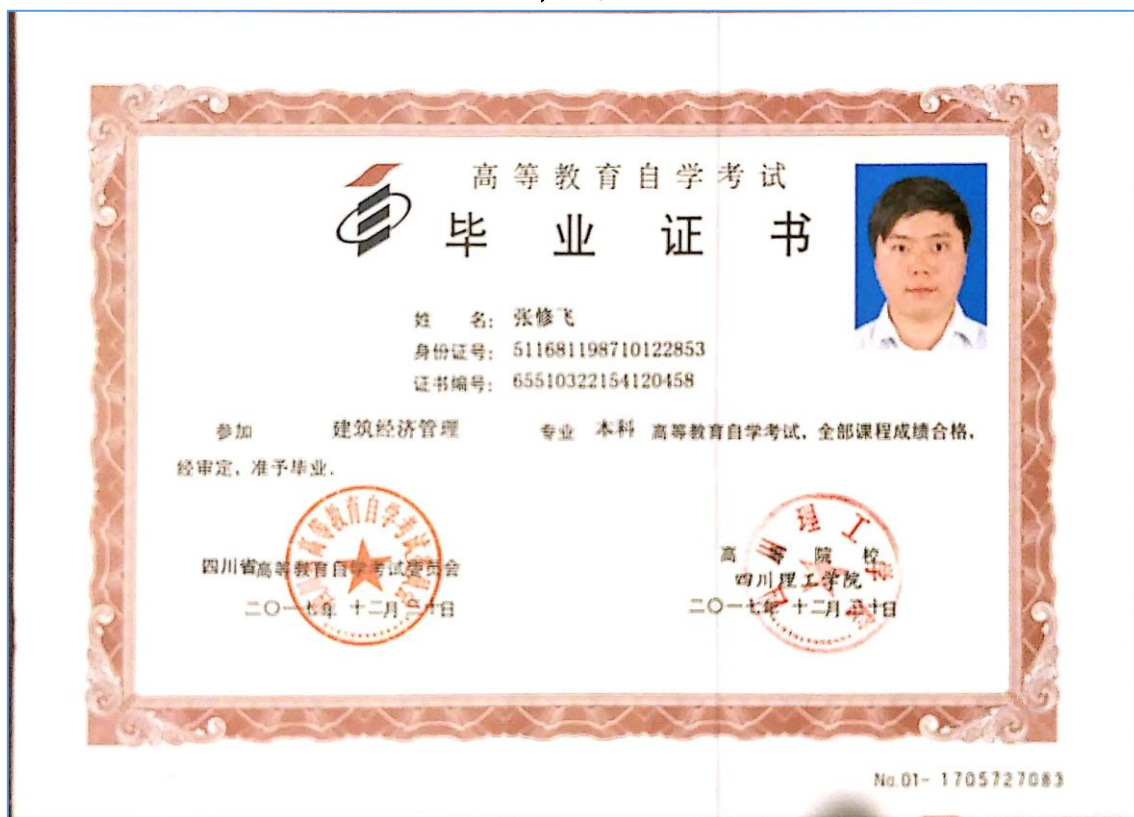 高等教育自学考试
毕业证书
姓 名: 张修飞
身份证号: 511681198710122853
证书编号: 65510322154120458
参加 建筑经济管理 专业 本科 高等教育自学考试,全部课程成绩合格,
经审定,准予毕业.
四川省高等教育自学考试委员会
二〇一七年 十二月三十日
高等院校
四川理工学院
二〇一七年 十二月三十日
No.01- 1705727083